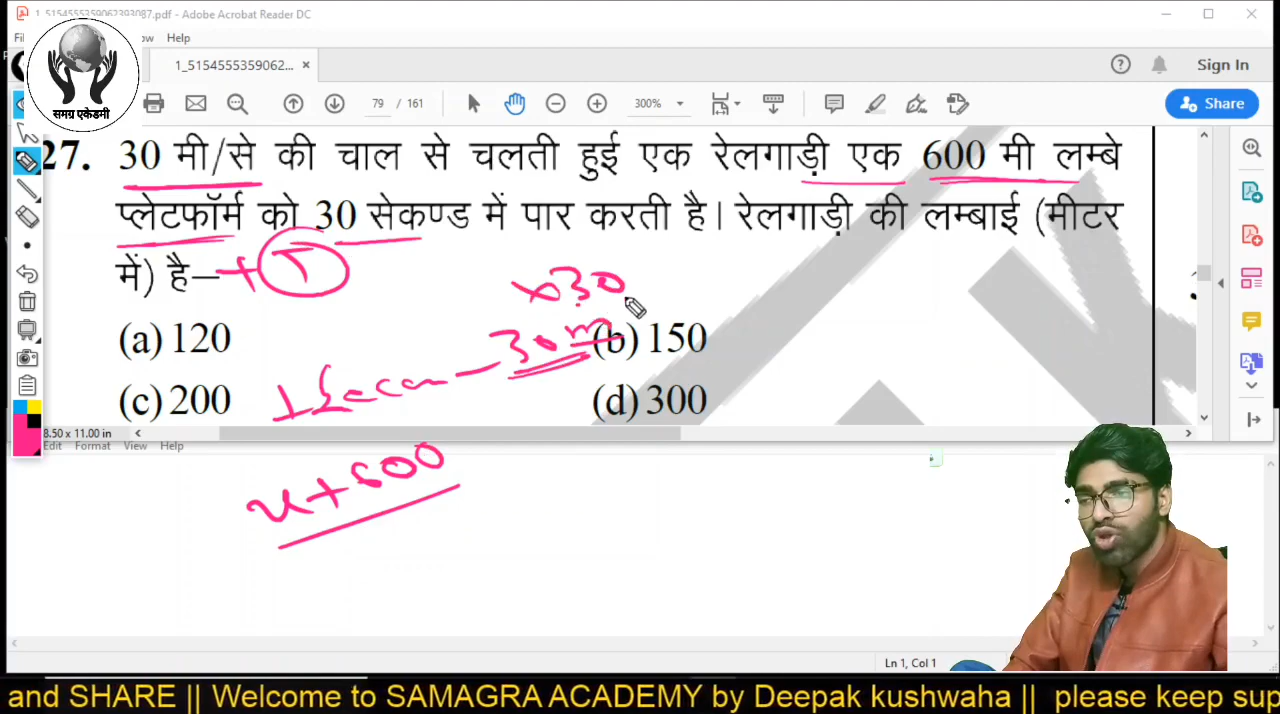 1_5154555359062393087.pdf - Adobe Acrobat Reader DC
Help
समग्र एकेडमी
1_5154555359062... ×
Sign In
79 / 161
300%
Share
27. 30 मी/से की चाल से चलती हुई एक रेलगाड़ी एक 600 मी लम्बे
प्लेटफॉर्म को 30 सेकण्ड में पार करती है। रेलगाड़ी की लम्बाई (मीटर
में) है–
+ T
×30
(a) 120
30m
(b) 150
(c) 200
(d) 300
8.50 x 11.00 in
Edit Format View Help
x+600
Ln 1, Col 1
and SHARE || Welcome to SAMAGRA ACADEMY by Deepak kushwaha || please keep sup